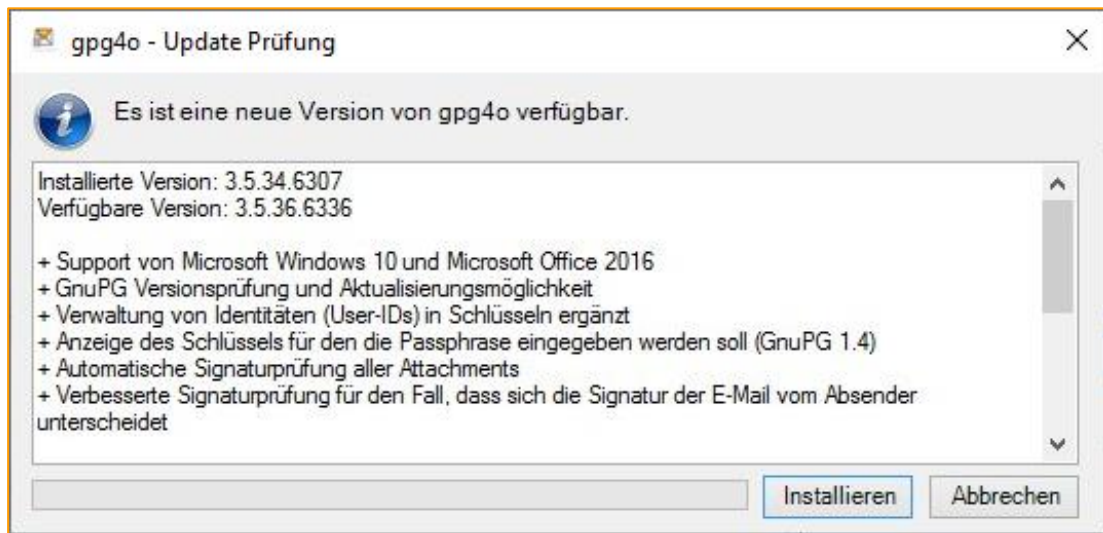 gpg4o - Update Prüfung
Es ist eine neue Version von gpg4o verfügbar.
Installierte Version: 3.5.34.6307
Verfügbare Version: 3.5.36.6336
+ Support von Microsoft Windows 10 und Microsoft Office 2016
+ GnuPG Versionsprüfung und Aktualisierungsmöglichkeit
+ Verwaltung von Identitäten (User-IDs) in Schlüsseln ergänzt
+ Anzeige des Schlüssels für den die Passphrase eingegeben werden soll (GnuPG 1.4)
+ Automatische Signaturprüfung aller Attachments
+ Verbesserte Signaturprüfung für den Fall, dass sich die Signatur der E-Mail vom Absender
unterscheidet
Installieren
Abbrechen